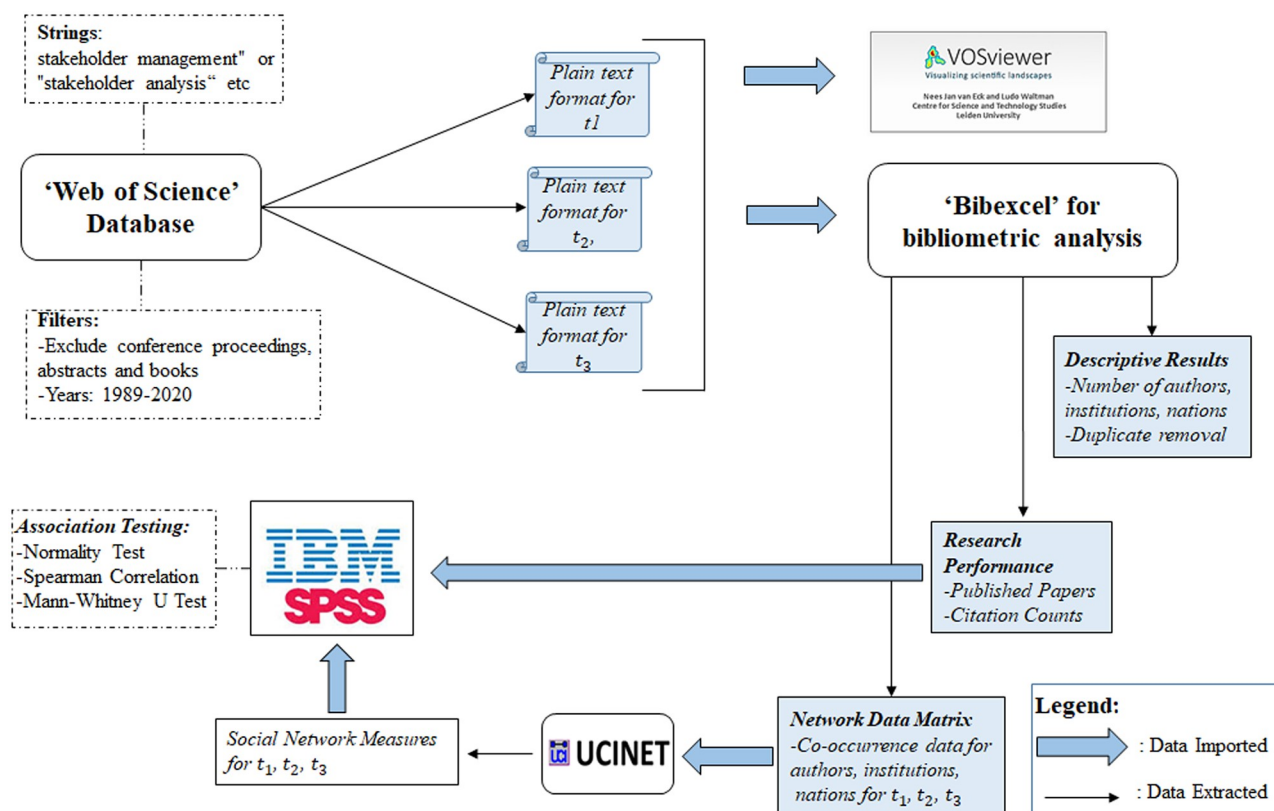 Strings:
stakeholder management" or
"stakeholder analysis“ etc
‘Web of Science’
Database
Filters:
-Exclude conference proceedings,
abstracts and books
-Years: 1989-2020
Plain text
format for
t1
Plain text
format for
t₂,
Plain text
format for
t₃
VOSviewer
Visualizing scientific landscapes
Nees Jan van Eck and Ludo Waltman
Centre for Science and Technology Studies
Leiden University
‘Bibexcel’ for
bibliometric analysis
Descriptive Results
-Number of authors,
institutions, nations
-Duplicate removal
Research
Performance
-Published Papers
-Citation Counts
Association Testing:
-Normality Test
-Spearman Correlation
-Mann-Whitney U Test
IBM
SPSS
Social Network Measures
for t₁, t₂, t₃
UCI
UCINET
Network Data Matrix
-Co-occurrence data for
authors, institutions,
nations for t₁, t₂, t₃
Legend:
: Data Imported
: Data Extracted